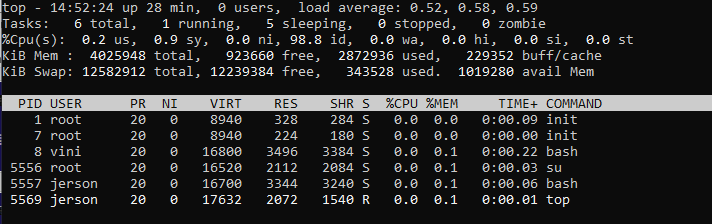 top - 14:52:24 up 28 min,  0 users,  load average: 0.52, 0.58, 0.59
Tasks:   6 total,   1 running,   5 sleeping,   0 stopped,   0 zombie
%Cpu(s):  0.2 us,  0.9 sy,  0.0 ni, 98.8 id,  0.0 wa,  0.0 hi,  0.0 si,  0.0 st
KiB Mem :  4025948 total,   923660 free,  2872936 used,   229352 buff/cache
KiB Swap: 12582912 total, 12239384 free,   343528 used.  1019280 avail Mem
PID USER      PR  NI    VIRT    RES    SHR S  %CPU %MEM     TIME+ COMMAND
1 root      20   0    8940    328    284 S   0.0  0.0   0:00.09 init
7 root      20   0    8940    224    180 S   0.0  0.0   0:00.00 init
8 vini      20   0   16800   3496   3384 S   0.0  0.1   0:00.22 bash
5556 root      20   0   16520   2112   2084 S   0.0  0.1   0:00.03 su
5557 jerson    20   0   16700   3344   3240 S   0.0  0.1   0:00.06 bash
5569 jerson    20   0   17632   2072   1540 R   0.0  0.1   0:00.01 top